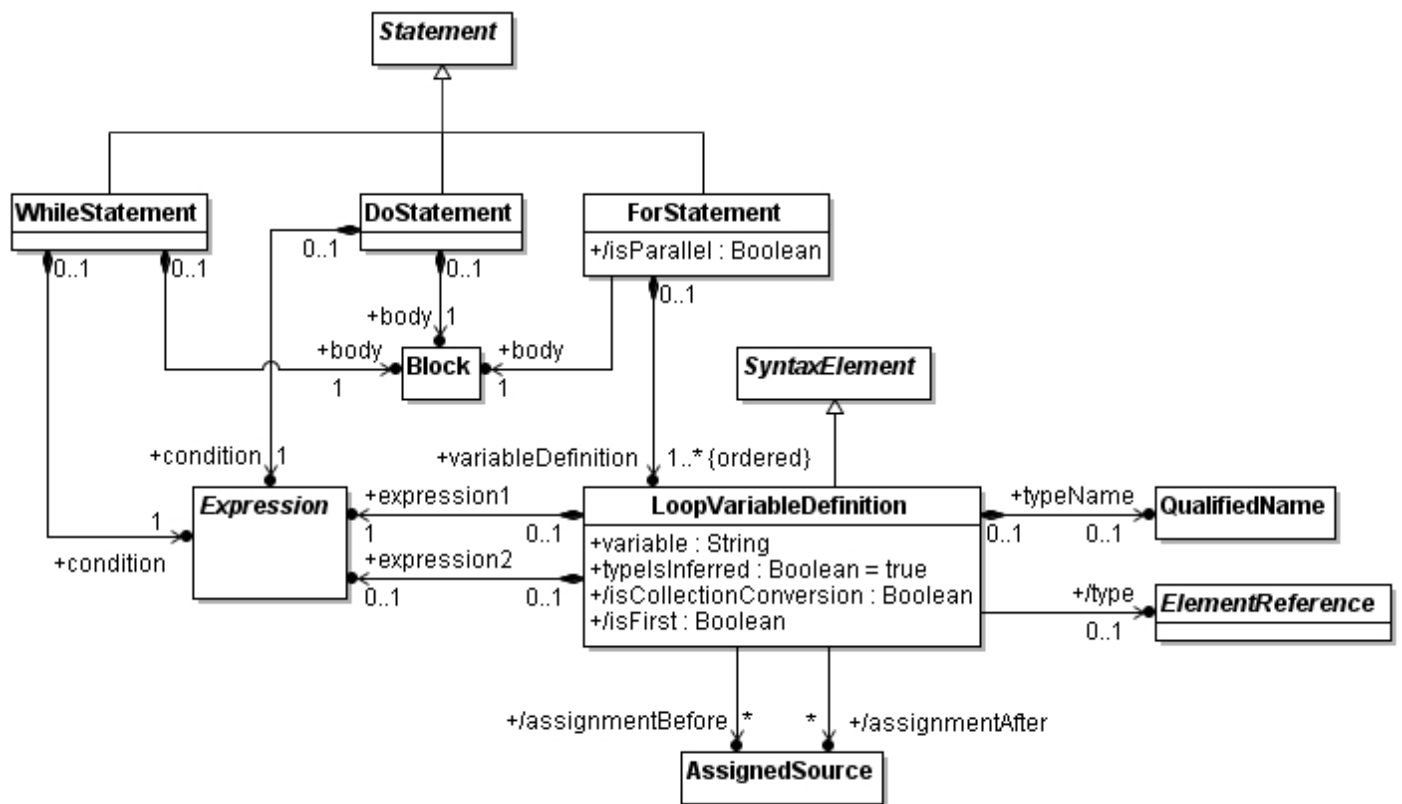 Statement
WhileStatement
DoStatement
ForStatement
+/isParallel : Boolean
0..1
0..1
0..1
0..1
0..1
+body 1
+body
1
Block
+body
1
SyntaxElement
+condition 1
+variableDefinition 1..* {ordered}
Expression
1
+condition
+expression1
1
0..1
+expression2
0..1
0..1
LoopVariableDefinition
+variable : String
+typeIsInferred : Boolean = true
+/isCollectionConversion : Boolean
+/isFirst : Boolean
+typeName
0..1
0..1
QualifiedName
+/type
0..1
ElementReference
+/assignmentBefore *
* +/assignmentAfter
AssignedSource